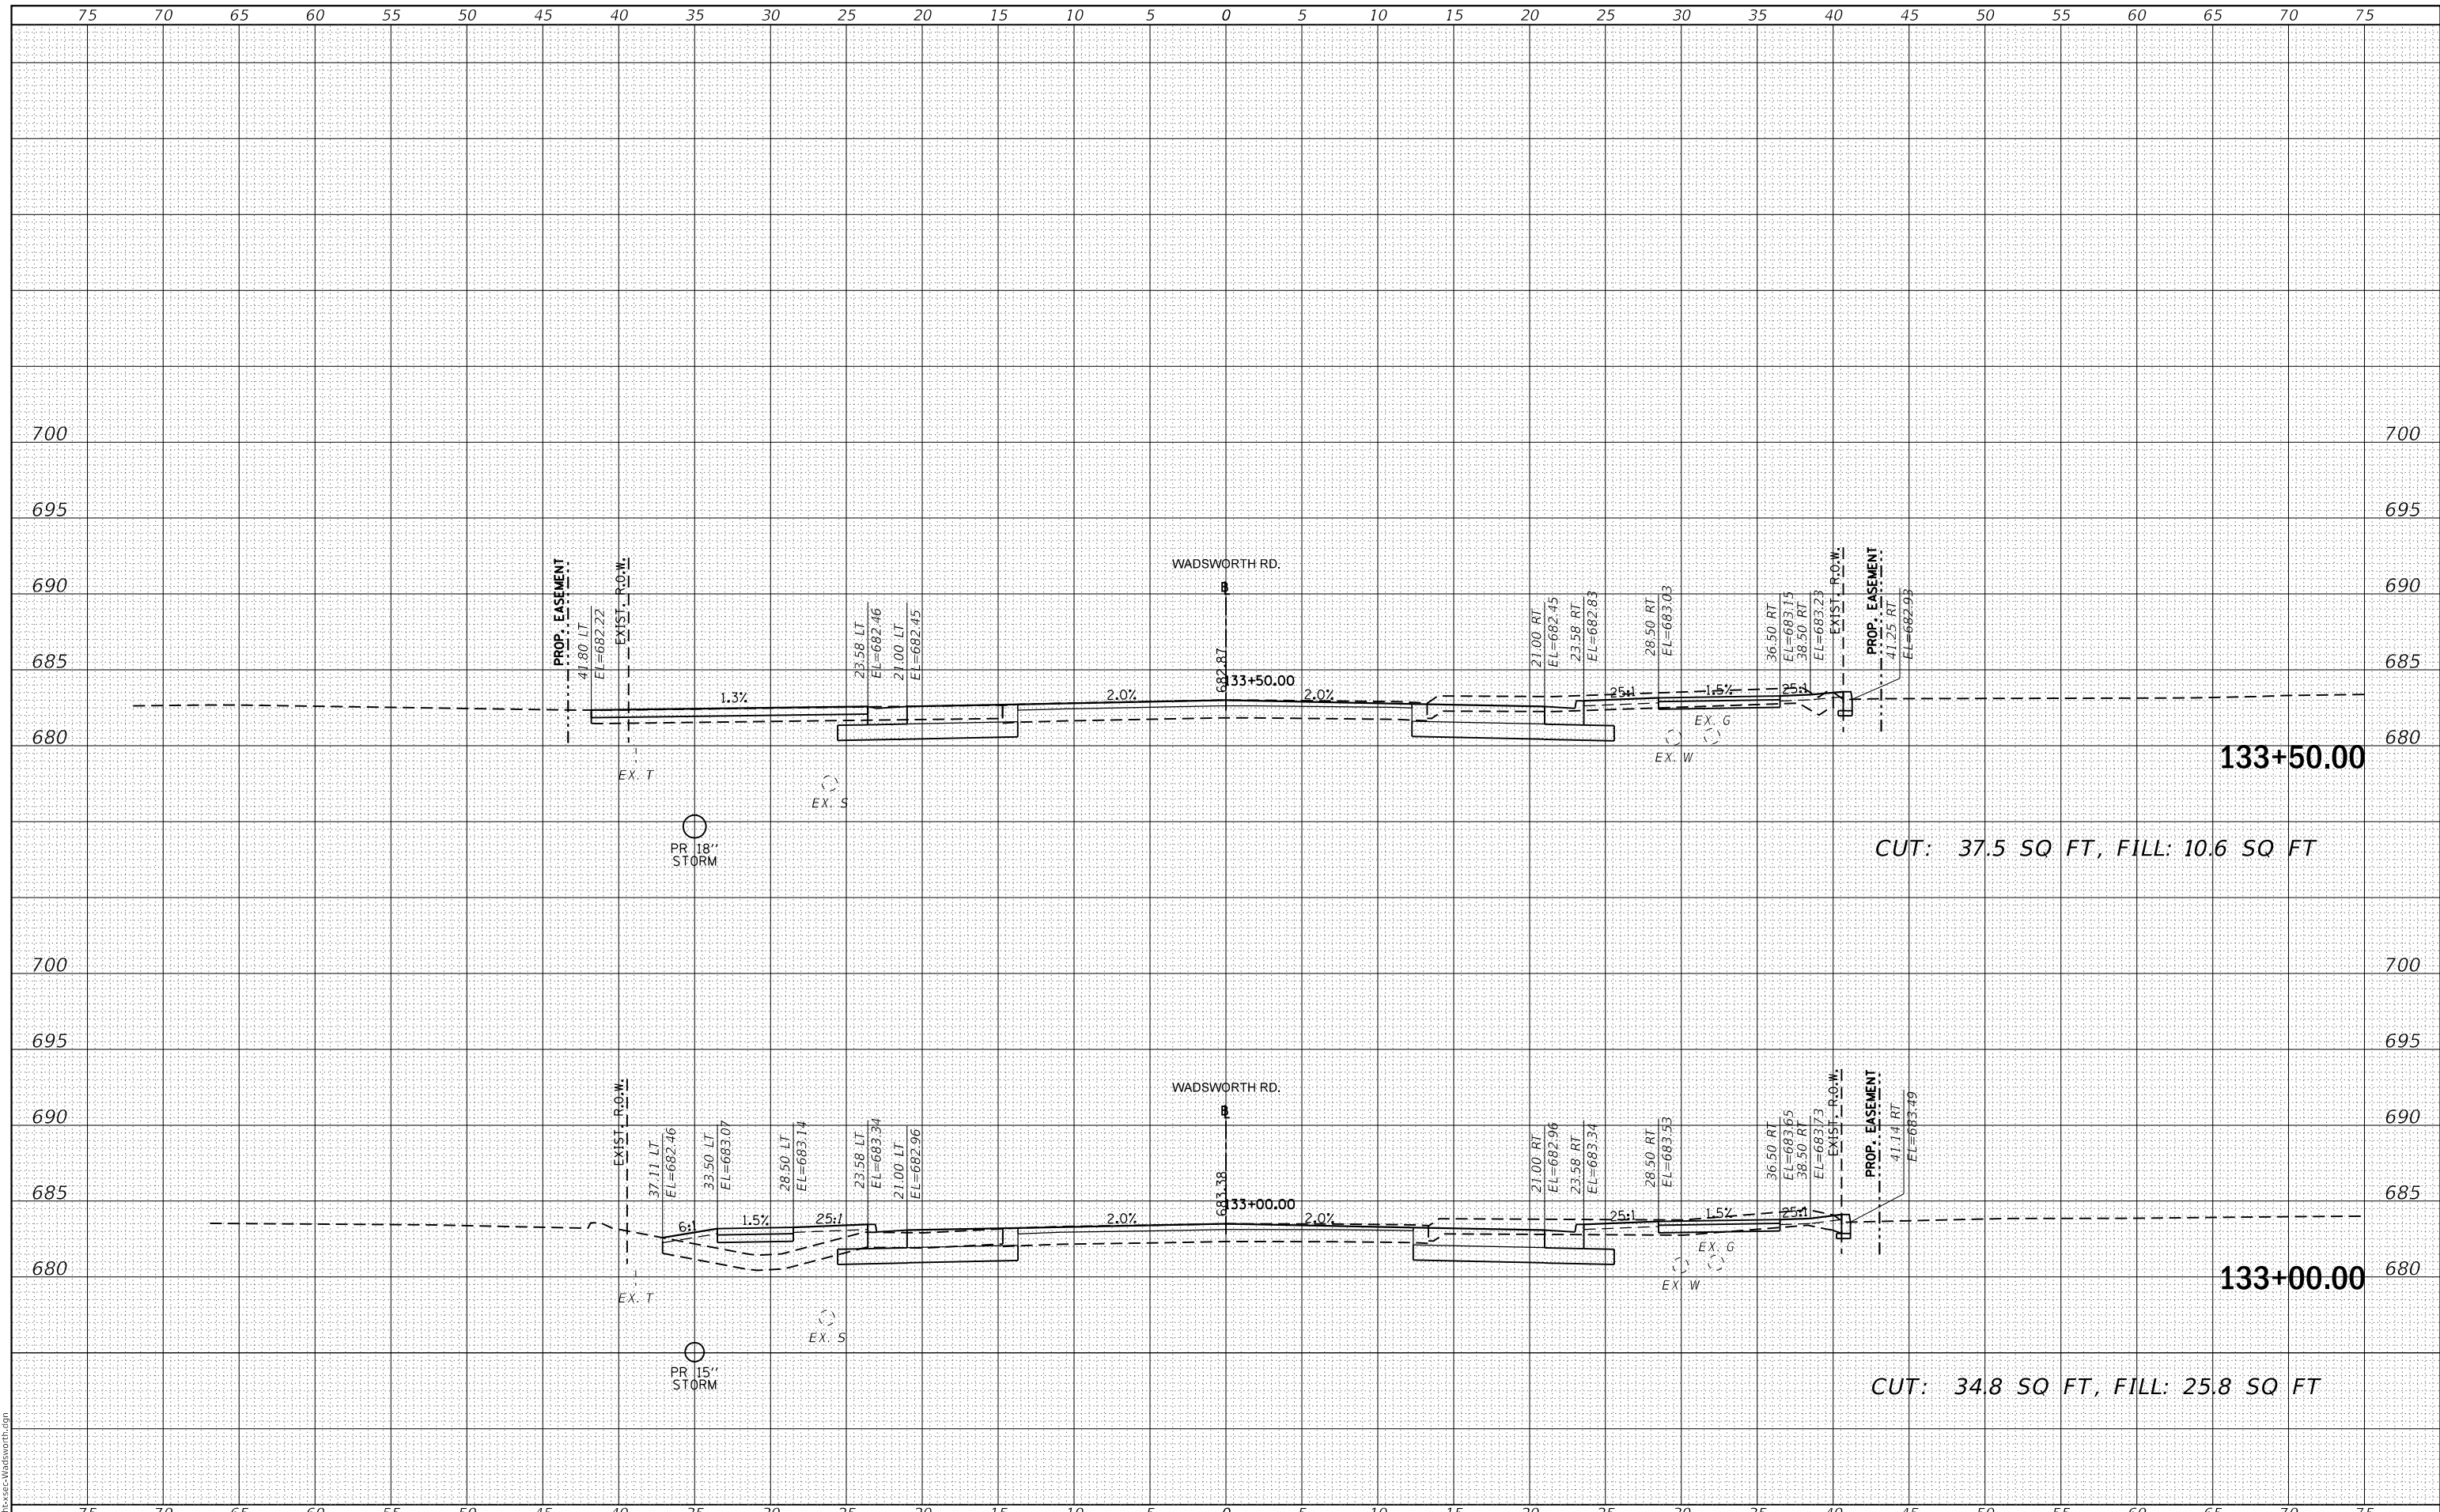 75 70 65 60 55 50 45 40 35 30 25 20 15 10 5 0 5 10 15 20 25 30 35 40 45 50 55 60 65 70 75
700 700
695 695
690 690
685 685
680 680
PROP. EASEMENT
41.80 LT
EL=682.22
EXIST. R.O.W.
23.58 LT
EL=682.46
21.00 LT
EL=682.45
WADSWORTH RD.
B
682.87
133+50.00
21.00 RT
EL=682.45
23.58 RT
EL=682.83
28.50 RT
EL=683.03
36.50 RT
EL=683.15
38.50 RT
EL=683.23
EXIST. R.O.W.
PROP. EASEMENT
41.25 RT
EL=682.93
1.3% 2.0% 2.0% 25:1 1.5% 25:1
EX. T
EX. S
EX. G
EX. W
PR 18''
STORM
133+50.00
CUT: 37.5 SQ FT, FILL: 10.6 SQ FT
700 700
695 695
690 690
685 685
680 680
EXIST. R.O.W.
37.11 LT
EL=682.46
33.50 LT
EL=683.07
28.50 LT
EL=683.14
23.58 LT
EL=683.34
21.00 LT
EL=682.96
WADSWORTH RD.
B
683.38
133+00.00
21.00 RT
EL=682.96
23.58 RT
EL=683.34
28.50 RT
EL=683.53
36.50 RT
EL=683.65
38.50 RT
EL=683.73
EXIST. R.O.W.
PROP. EASEMENT
41.14 RT
EL=683.49
6:1 1.5% 25:1 2.0% 2.0% 25:1 1.5% 25:1
EX. T
EX. S
EX. G
EX. W
PR 15''
STORM
133+00.00
CUT: 34.8 SQ FT, FILL: 25.8 SQ FT
75 70 65 60 55 50 45 40 35 30 25 20 15 10 5 0 5 10 15 20 25 30 35 40 45 50 55 60 65 70 75